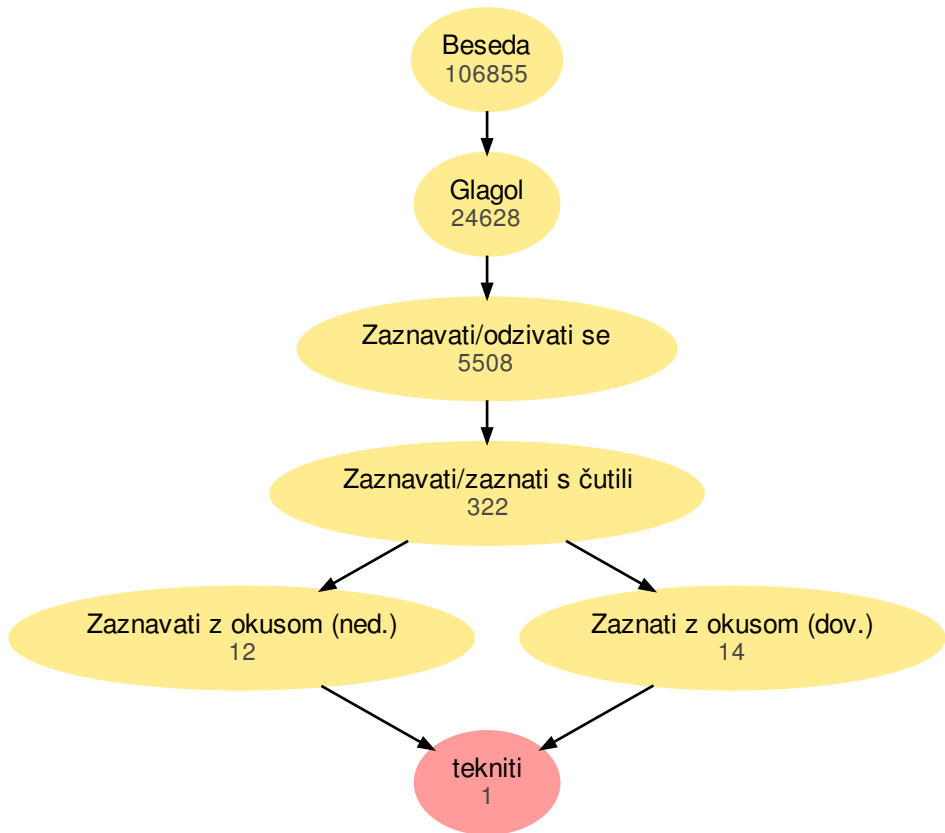 Beseda
106855
Glagol
24628
Zaznavati/odzivati se
5508
Zaznavati/zaznati s čutili
322
Zaznavati z okusom (ned.)
12
Zaznati z okusom (dov.)
14
tekniti
1